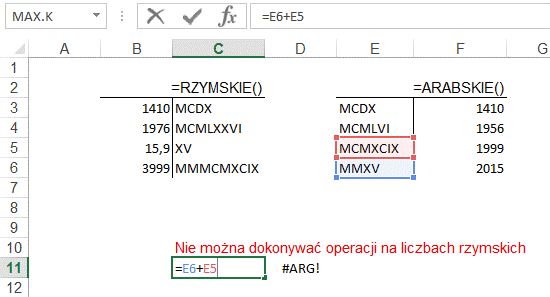 MAX.K =E6+E5
A B C D E F G
1
2 =RZYMSKIE() =ARABSKIE()
3 1410 MCDX MCDX 1410
4 1976 MCMLXXVI MCMLVI 1956
5 15,9 XV MCMXCIX 1999
6 3999 MMMCMXCIX MMXV 2015
7
8
9
10 Nie można dokonywać operacji na liczbach rzymskich
11 =E6+E5 #ARG!
12